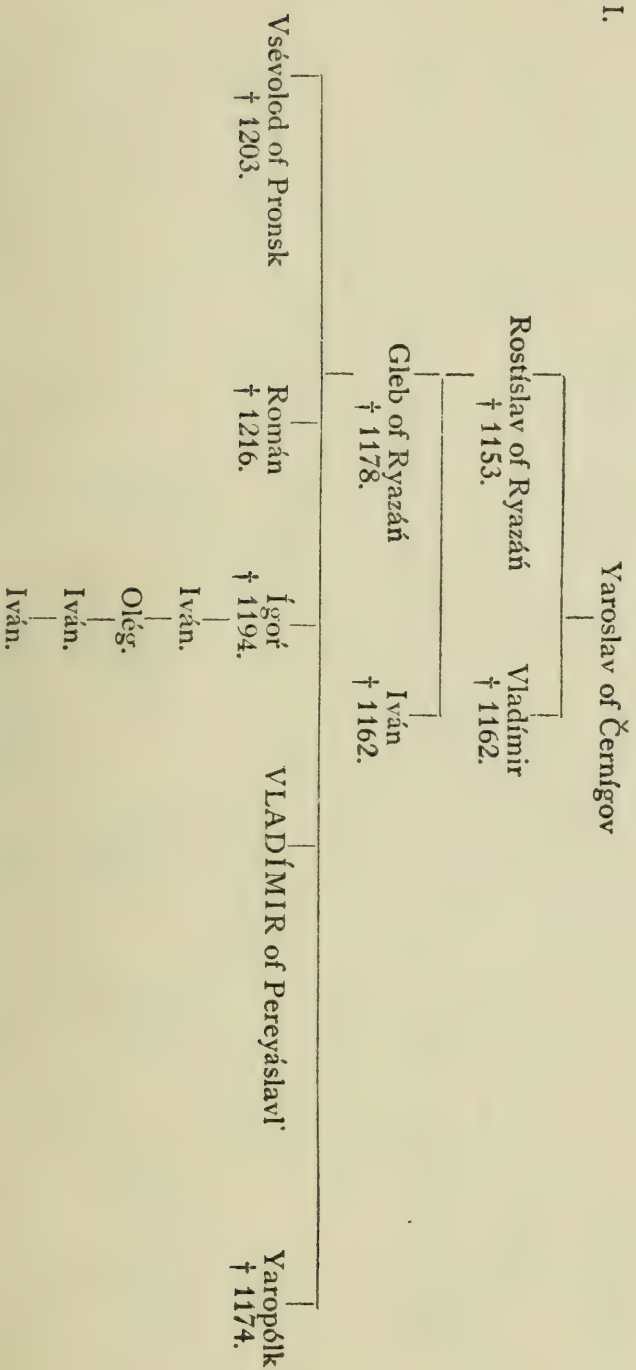 I.
Yaroslav of Černígov
Rostíslav of Ryazáń
† 1153.
Vladímir
† 1162.
Gleb of Ryazáń
† 1178.
Iván
† 1162.
Vsévolod of Pronsk
† 1203.
Román
† 1216.
Ígoŕ
† 1194.
VLADÍMIR of Pereyáslavl'
Yaropólk
† 1174.
Iván.
Olég.
Iván.
Iván.